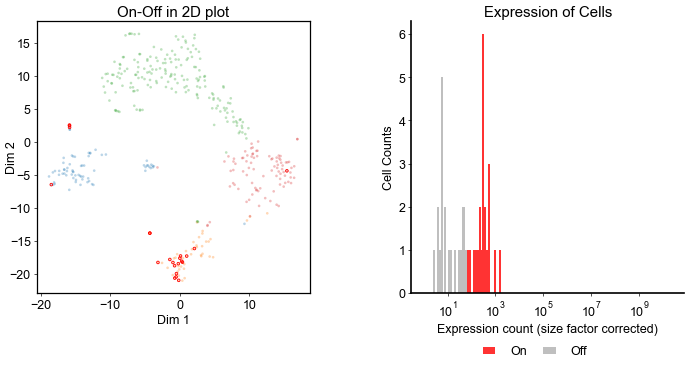 On-Off in 2D plot
15
10
5
0
−5
−10
−15
−20
Dim 2
−20 −10 0 10
Dim 1
Expression of Cells
6
5
4
3
2
1
0
Cell Counts
10^1 10^3 10^5 10^7 10^9
Expression count (size factor corrected)
On Off